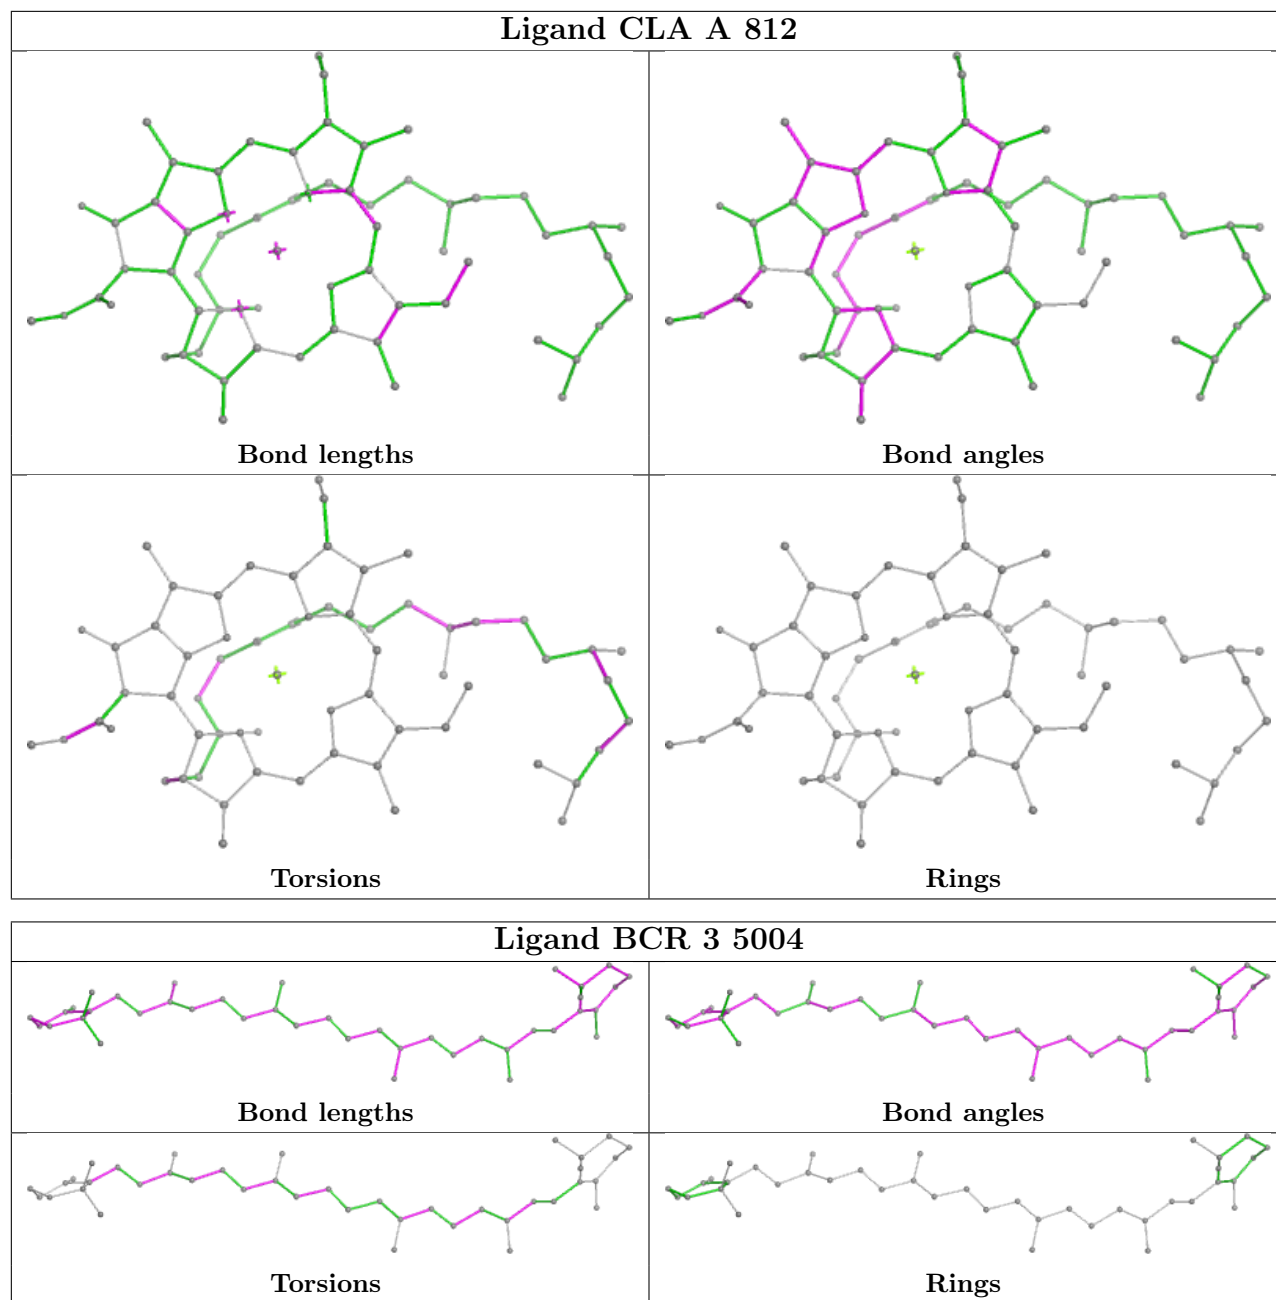 Ligand CLA A 812
Bond lengths
Bond angles
Torsions
Rings
Ligand BCR 3 5004
Bond lengths
Bond angles
Torsions
Rings